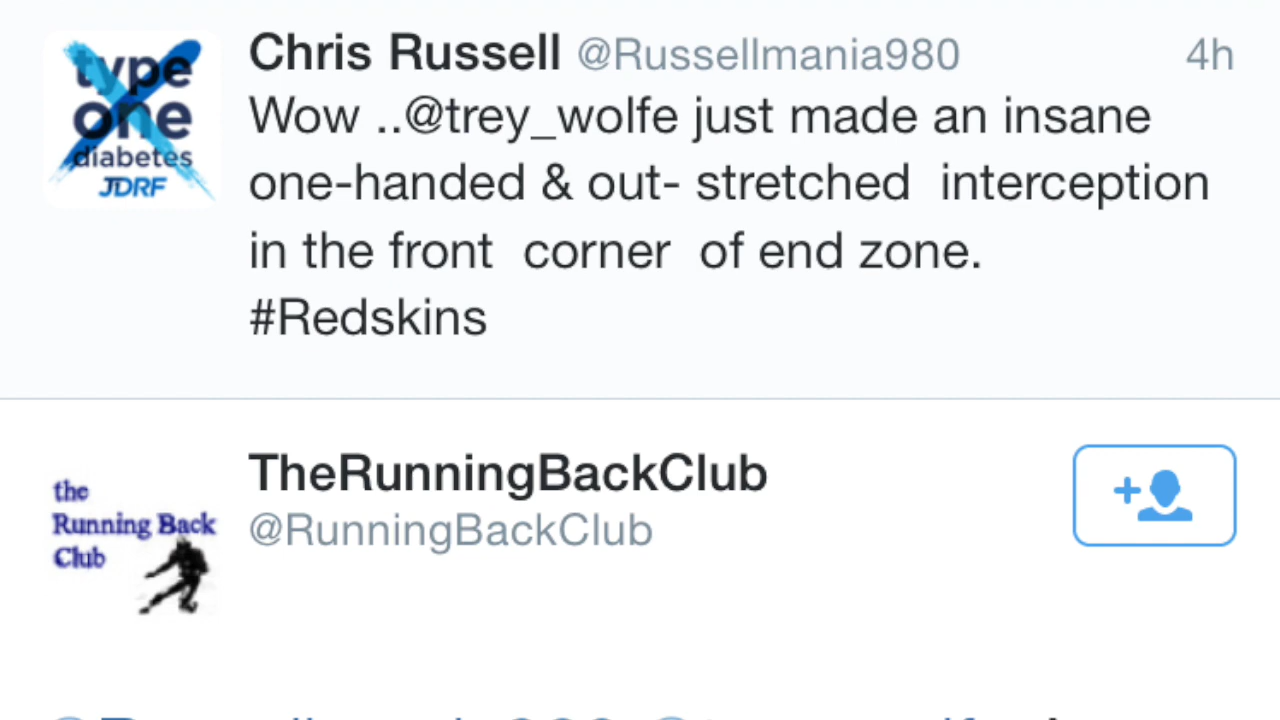 type
one
diabetes
JDRF
Chris Russell @Russellmania980 4h
Wow ..@trey_wolfe just made an insane
one-handed & out- stretched interception
in the front corner of end zone.
#Redskins
the
Running Back
Club
TheRunningBackClub
@RunningBackClub